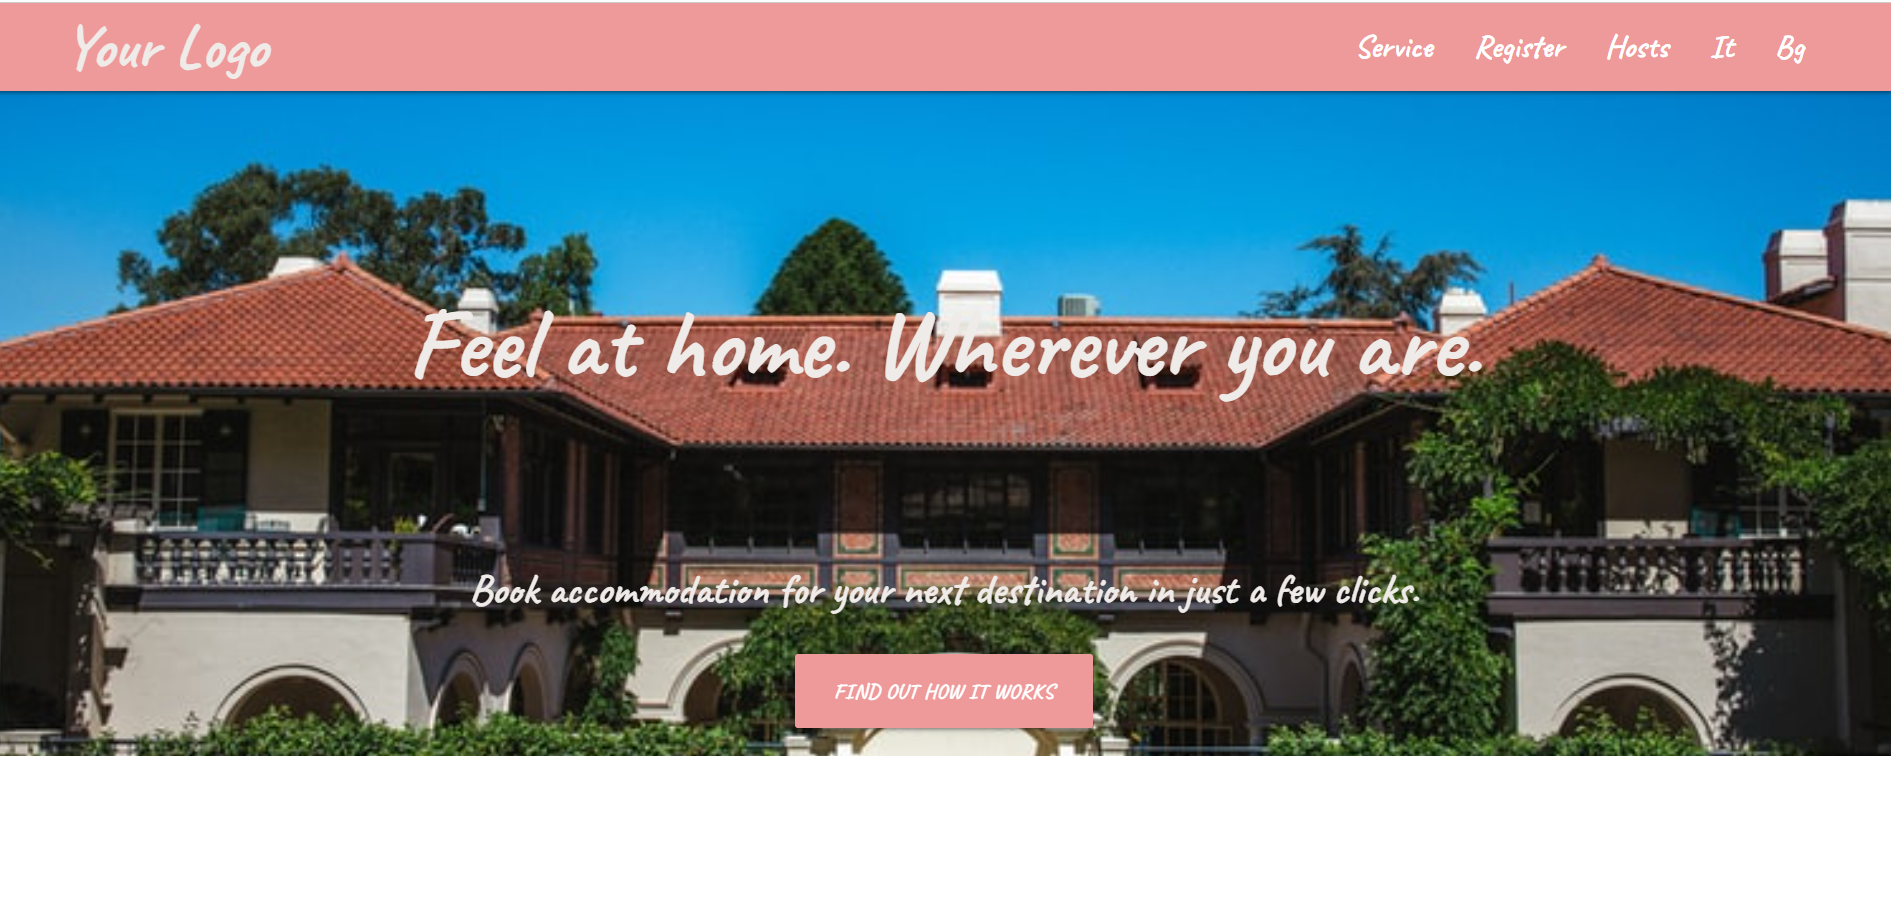 Your Logo
Service Register Hosts It Bg
Feel at home. Wherever you are.
Book accommodation for your next destination in just a few clicks.
FIND OUT HOW IT WORKS